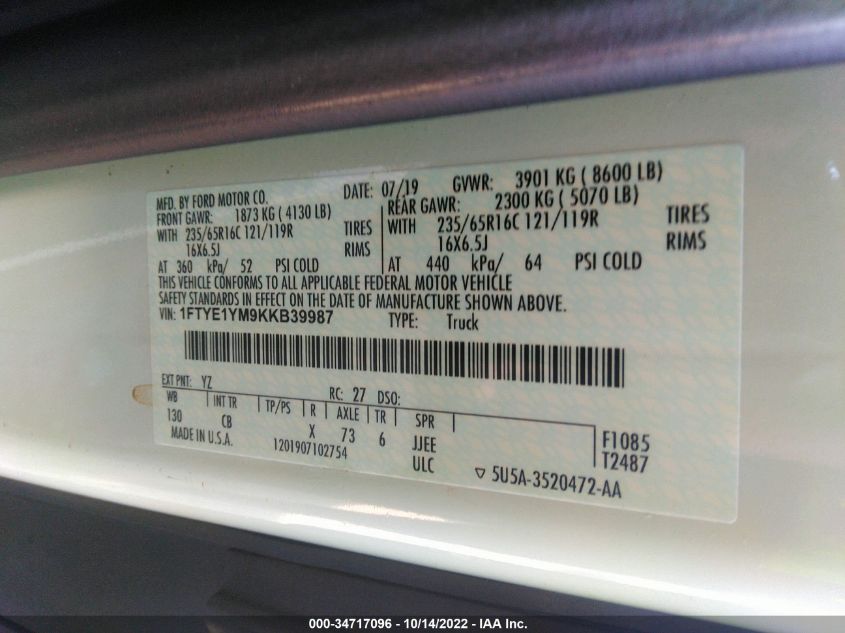 MFD. BY FORD MOTOR CO. DATE: 07/19 GVWR: 3901 KG ( 8600 LB)
FRONT GAWR: 1873 KG ( 4130 LB) REAR GAWR: 2300 KG ( 5070 LB)
WITH 235/65R16C 121/119R TIRES WITH 235/65R16C 121/119R TIRES
16X6.5J RIMS 16X6.5J RIMS
AT 360 kPa/ 52 PSI COLD AT 440 kPa/ 64 PSI COLD
THIS VEHICLE CONFORMS TO ALL APPLICABLE FEDERAL MOTOR VEHICLE
SAFETY STANDARDS IN EFFECT ON THE DATE OF MANUFACTURE SHOWN ABOVE.
VIN: 1FTYE1YM9KKB39987 TYPE: Truck
EXT PNT: YZ RC: 27 DSO:
WB INT TR TP/PS R AXLE TR SPR
130 CB X 73 6 JJEE F1085
MADE IN U.S.A. 1201907102754 ULC T2487
▽ 5U5A-3520472-AA
000-34717096 - 10/14/2022 - IAA Inc.